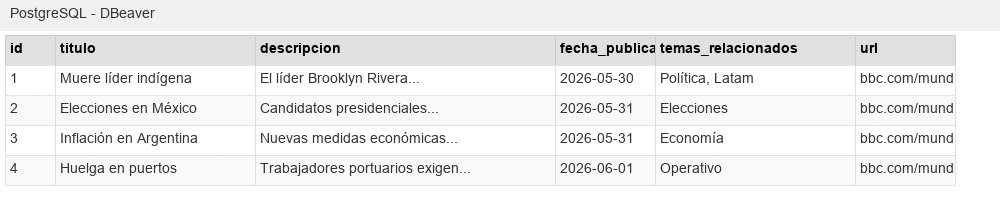 PostgreSQL - DBeaver
id titulo descripcion fecha_publica temas_relacionados url
1 Muere líder indígena El líder Brooklyn Rivera... 2026-05-30 Política, Latam bbc.com/mund
2 Elecciones en México Candidatos presidenciales... 2026-05-31 Elecciones bbc.com/mund
3 Inflación en Argentina Nuevas medidas económicas... 2026-05-31 Economía bbc.com/mund
4 Huelga en puertos Trabajadores portuarios exigen... 2026-06-01 Operativo bbc.com/mund